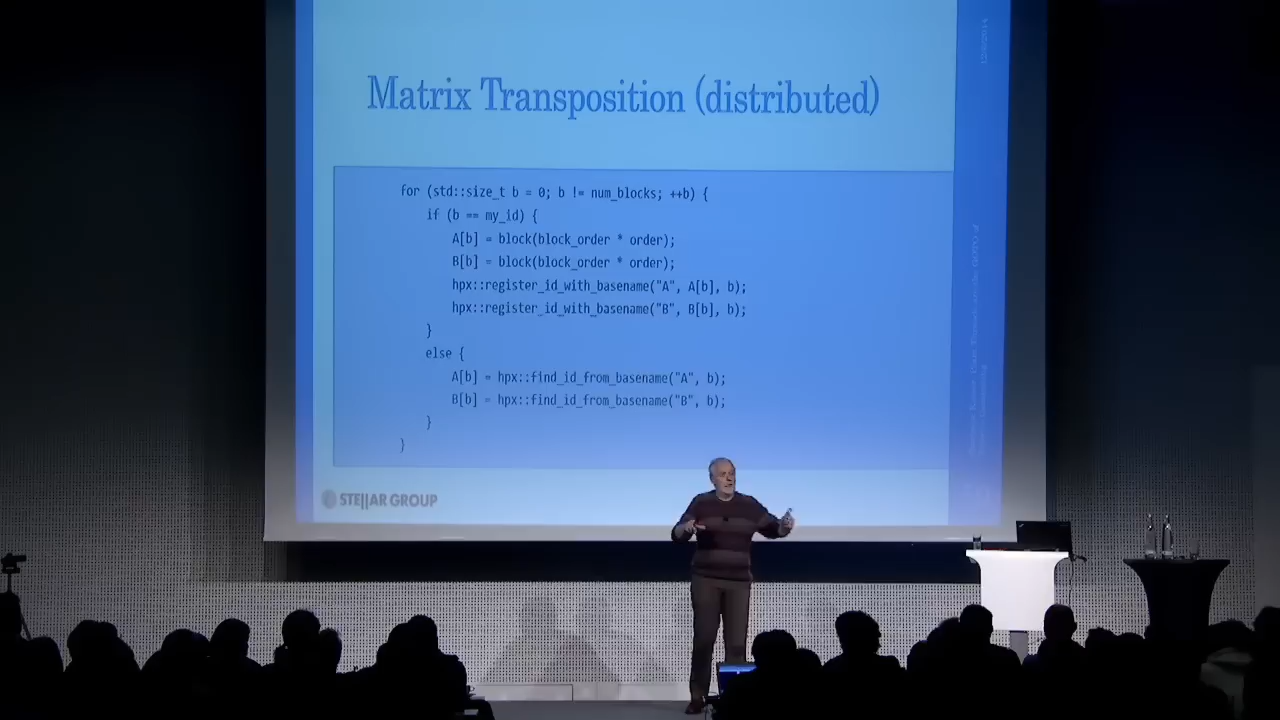 Matrix Transposition (distributed)
for (std::size_t b = 0; b != num_blocks; ++b) {
if (b == my_id) {
A[b] = block(block_order * order);
B[b] = block(block_order * order);
hpx::register_id_with_basename("A", A[b], b);
hpx::register_id_with_basename("B", B[b], b);
}
else {
A[b] = hpx::find_id_from_basename("A", b);
B[b] = hpx::find_id_from_basename("B", b);
}
}
STE||AR GROUP